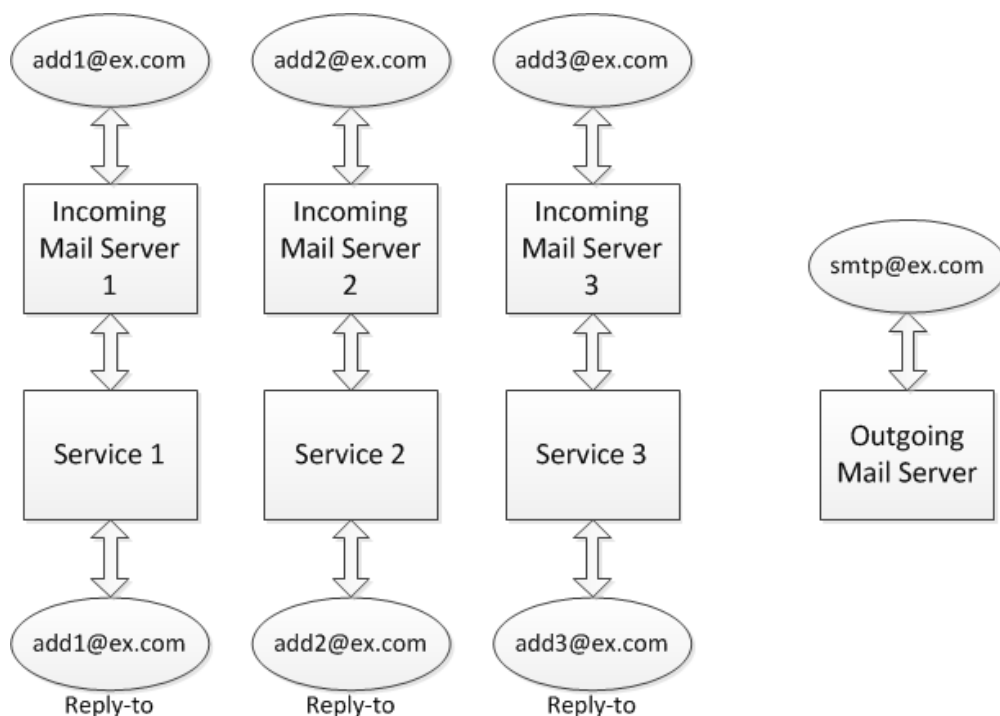 add1@ex.com
add2@ex.com
add3@ex.com
Incoming
Mail Server
1
Incoming
Mail Server
2
Incoming
Mail Server
3
smtp@ex.com
Service 1
Service 2
Service 3
Outgoing
Mail Server
add1@ex.com
add2@ex.com
add3@ex.com
Reply-to
Reply-to
Reply-to